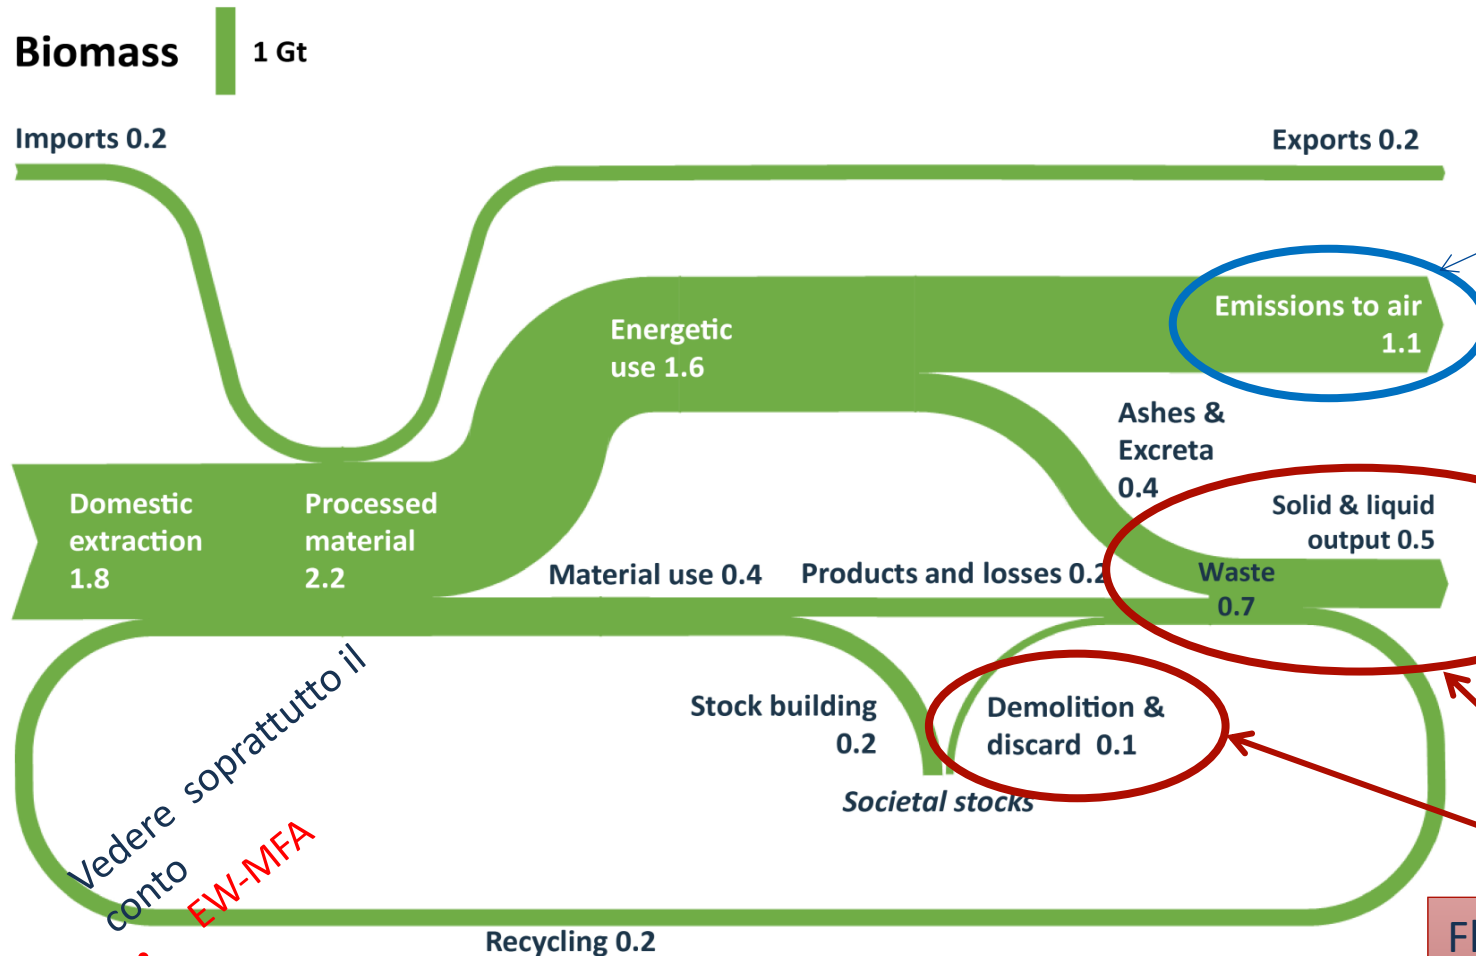 Biomass
1 Gt
Imports 0.2
Exports 0.2
Emissions to air
1.1
Energetic
use 1.6
Ashes &
Excreta
0.4
Domestic
extraction
1.8
Processed
material
2.2
Solid & liquid
output 0.5
Material use 0.4
Products and losses 0.2
Waste
0.7
Stock building
0.2
Demolition &
discard 0.1
Societal stocks
Vedere soprattutto il
conto
EW-MFA
Recycling 0.2